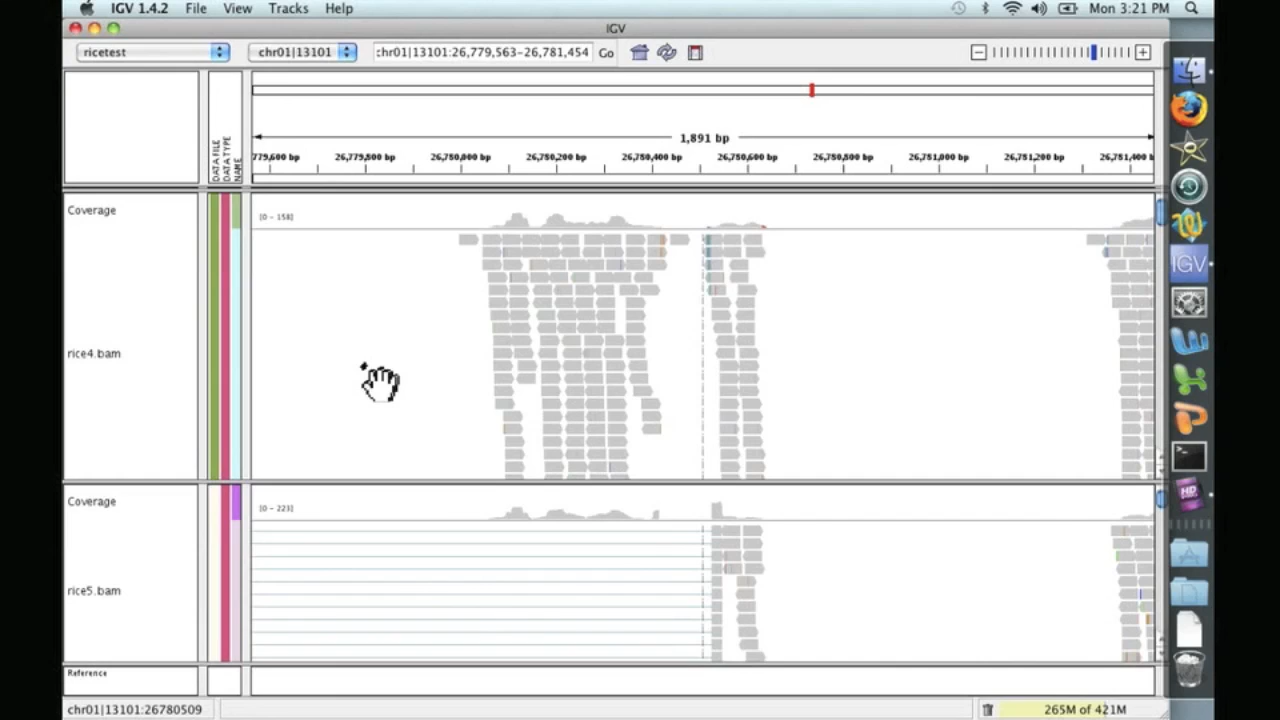 IGV 1.4.2 File View Tracks Help Mon 3:21 PM
IGV
ricetest chr01|13101 :hr01|13101:26,779,563-26,781,454 Go
1,891 bp
DATA FILE
DATA TYPE
NAME
779,600 bp 26,779,800 bp 26,780,000 bp 26,780,200 bp 26,780,400 bp 26,780,600 bp 26,780,800 bp 26,781,000 bp 26,781,200 bp 26,781,400 b
Coverage [0 - 158]
IGV
rice4.bam
Coverage [0 - 223]
HD
rice5.bam
Reference
chr01|13101:26780509 265M of 421M